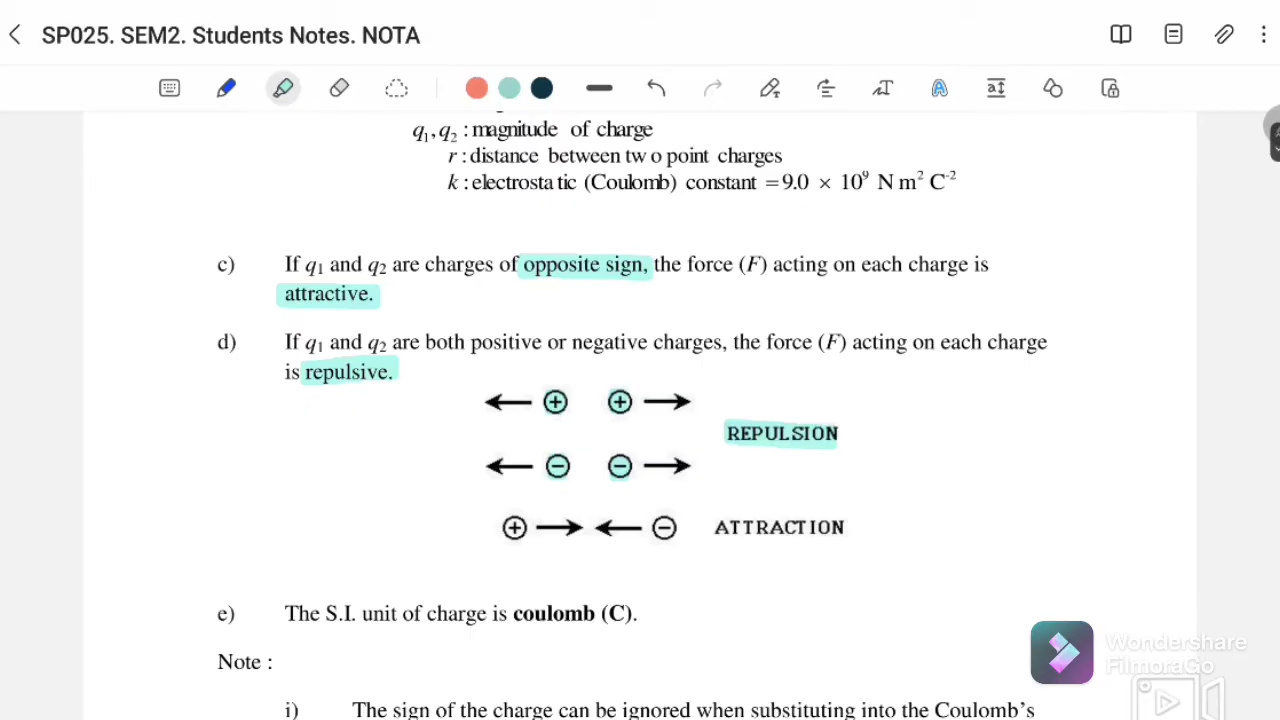 SP025. SEM2. Students Notes. NOTA
q1, q2 : magnitude of charge
r : distance between two point charges
k : electrostatic (Coulomb) constant = 9.0 × 10⁹ N m² C⁻²
c) If q1 and q2 are charges of opposite sign, the force (F) acting on each charge is
attractive.
d) If q1 and q2 are both positive or negative charges, the force (F) acting on each charge
is repulsive.
REPULSION
ATTRACTION
e) The S.I. unit of charge is coulomb (C).
Note :
i) The sign of the charge can be ignored when substituting into the Coulomb's
Wondershare
FilmoraGo